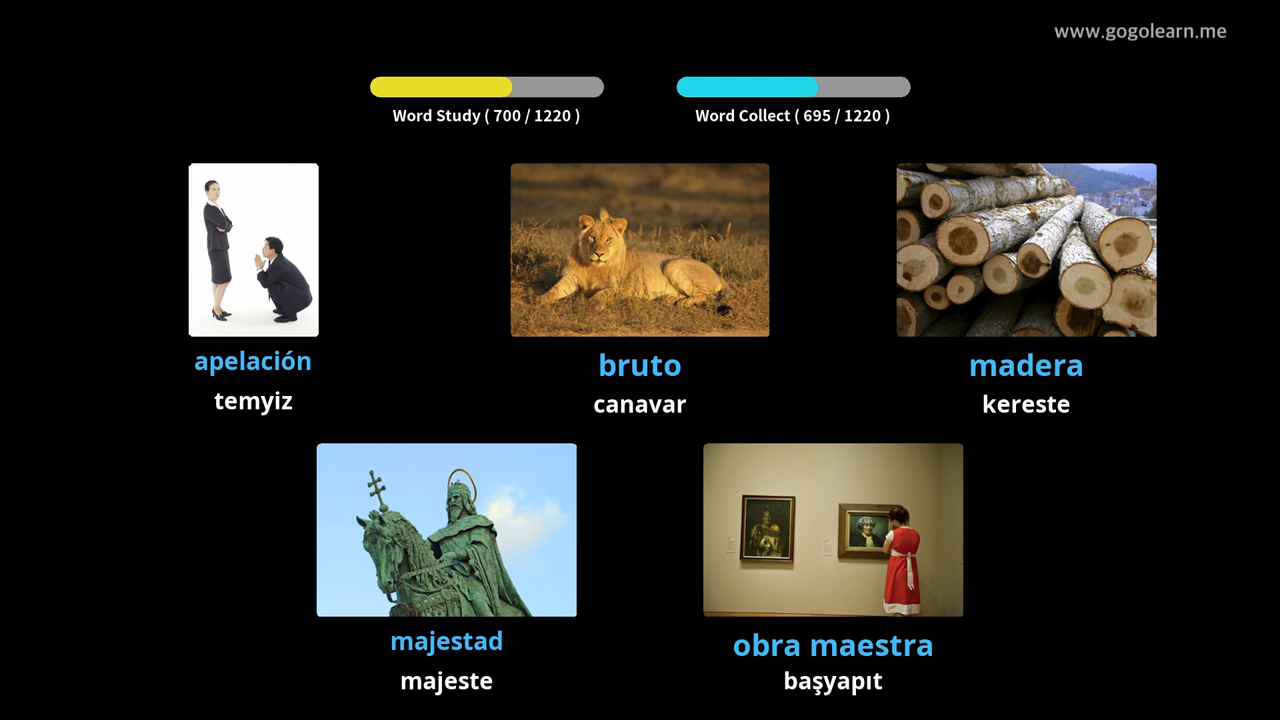 www.gogolearn.me
Word Study ( 700 / 1220 )
Word Collect ( 695 / 1220 )
apelación
temyiz
bruto
canavar
madera
kereste
majestad
majeste
obra maestra
başyapıt